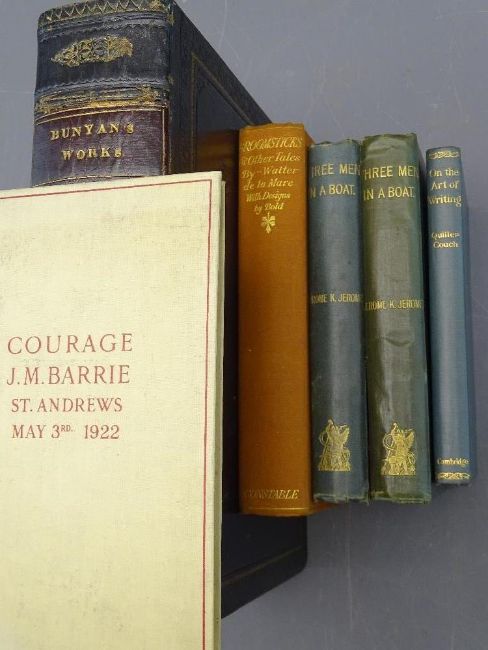 BUNYAN'S
WORKS
COURAGE
J.M. BARRIE
ST. ANDREWS
MAY 3RD. 1922
BROOMSTICKS
& Other Tales
By-Walter
de la Mare
With Designs
by Bold
CONSTABLE
THREE MEN
IN A BOAT.
JEROME K. JEROME
THREE MEN
IN A BOAT.
JEROME K. JEROME
On the
Art of
Writing
Quiller
Couch
Cambridge